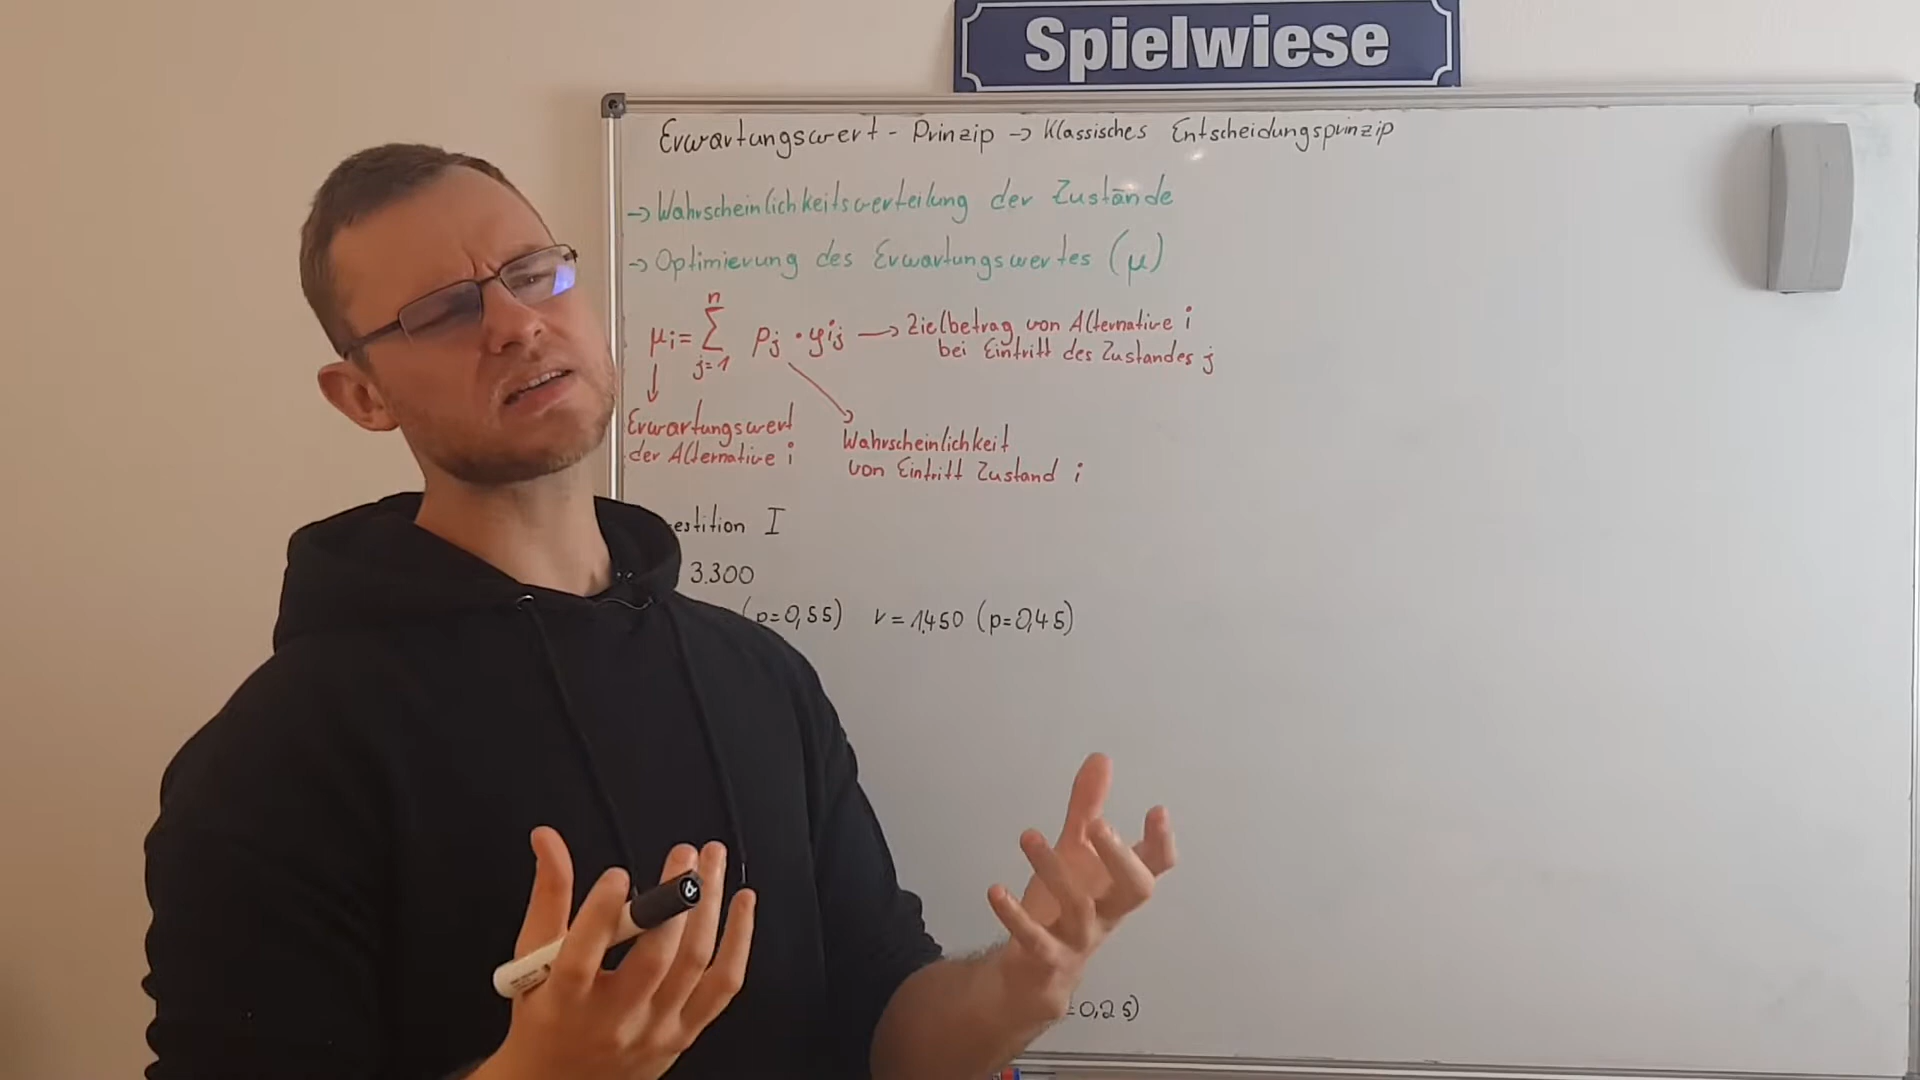 Spielwiese
Erwartungswert - Prinzip → Klassisches Entscheidungsprinzip
→ Wahrscheinlichkeitsverteilung der Zustände
→ Optimierung des Erwartungswertes (μ)
n
μi = Σ pj · yij → Zielbetrag von Alternative i
j=1
bei Eintritt des Zustandes j
Erwartungswert
der Alternative i
Wahrscheinlichkeit
von Eintritt Zustand i
estition I
3.300
(p=0,55) r = 1.450 (p=0,45)
=0,25)